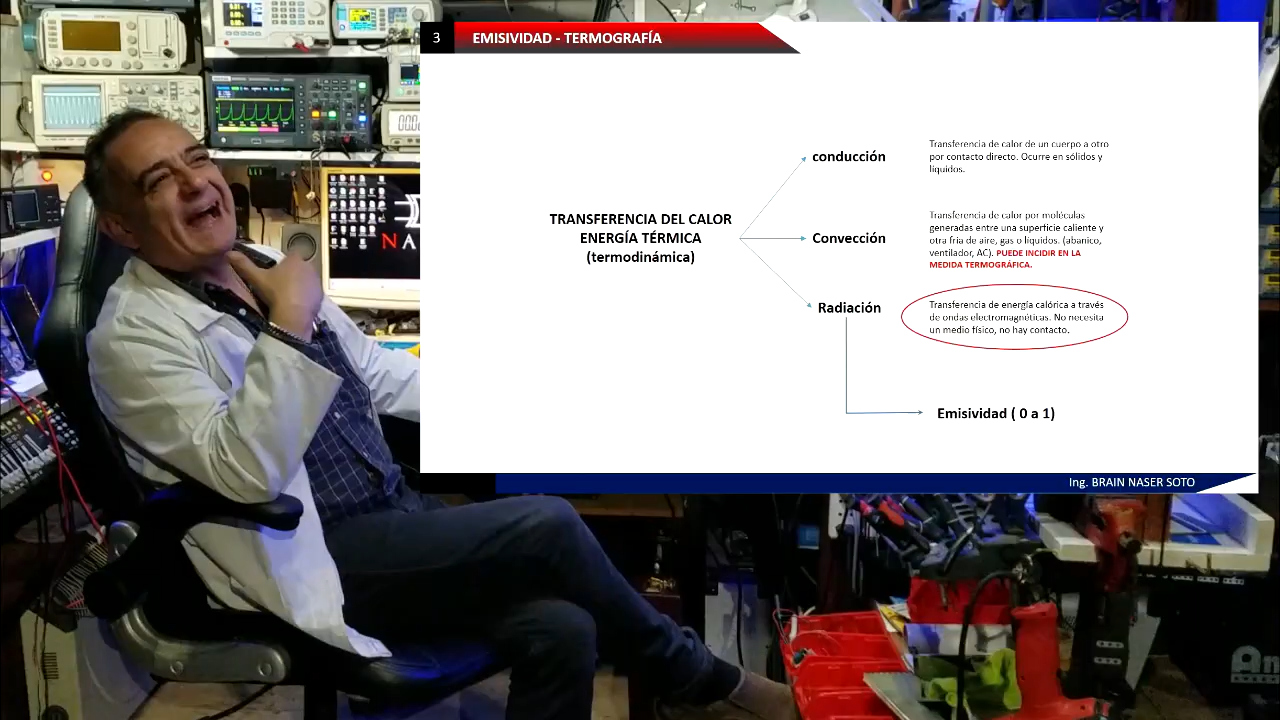 3
EMISIVIDAD - TERMOGRAFÍA
TRANSFERENCIA DEL CALOR
ENERGÍA TÉRMICA
(termodinámica)
conducción
Transferencia de calor de un cuerpo a otro
por contacto directo. Ocurre en sólidos y
líquidos.
Convección
Transferencia de calor por moléculas
generadas entre una superficie caliente y
otra fría de aire, gas o líquidos. (abanico,
ventilador, AC). PUEDE INCIDIR EN LA
MEDIDA TERMOGRÁFICA.
Radiación
Transferencia de energía calórica a través
de ondas electromagnéticas. No necesita
un medio físico, no hay contacto.
Emisividad ( 0 a 1)
Ing. BRAIN NASER SOTO
N A